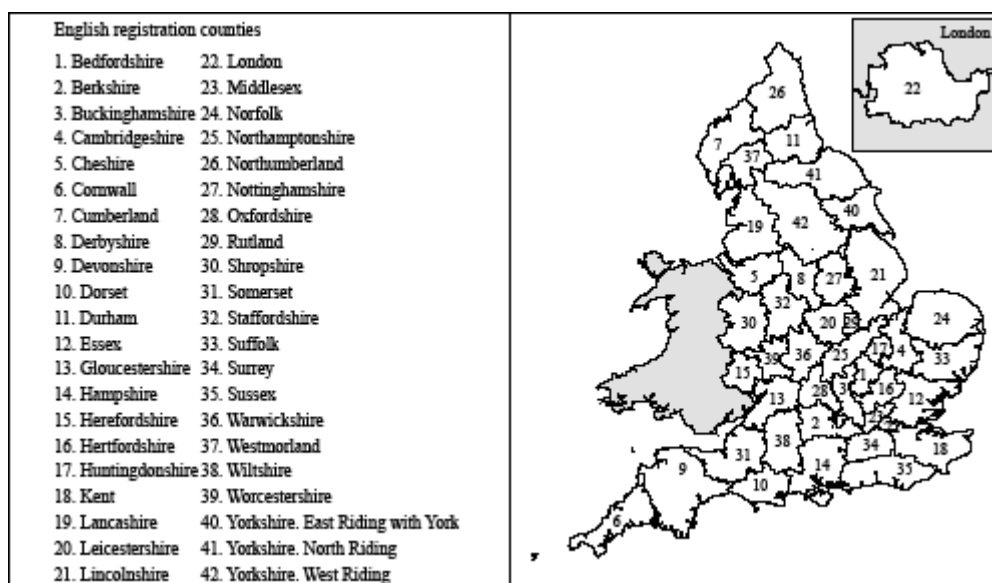 English registration counties
1. Bedfordshire 22. London
2. Berkshire 23. Middlesex
3. Buckinghamshire 24. Norfolk
4. Cambridgeshire 25. Northamptonshire
5. Cheshire 26. Northumberland
6. Cornwall 27. Nottinghamshire
7. Cumberland 28. Oxfordshire
8. Derbyshire 29. Rutland
9. Devonshire 30. Shropshire
10. Dorset 31. Somerset
11. Durham 32. Staffordshire
12. Essex 33. Suffolk
13. Gloucestershire 34. Surrey
14. Hampshire 35. Sussex
15. Herefordshire 36. Warwickshire
16. Hertfordshire 37. Westmorland
17. Huntingdonshire 38. Wiltshire
18. Kent 39. Worcestershire
19. Lancashire 40. Yorkshire. East Riding with York
20. Leicestershire 41. Yorkshire. North Riding
21. Lincolnshire 42. Yorkshire. West Riding
London
22
26
11
7
37
41
40
19
42
5
8
27
21
32
30
20
24
39
36
25
17
4
33
15
1
16
13
28
3
12
2
23
31
38
34
18
9
14
35
10
6